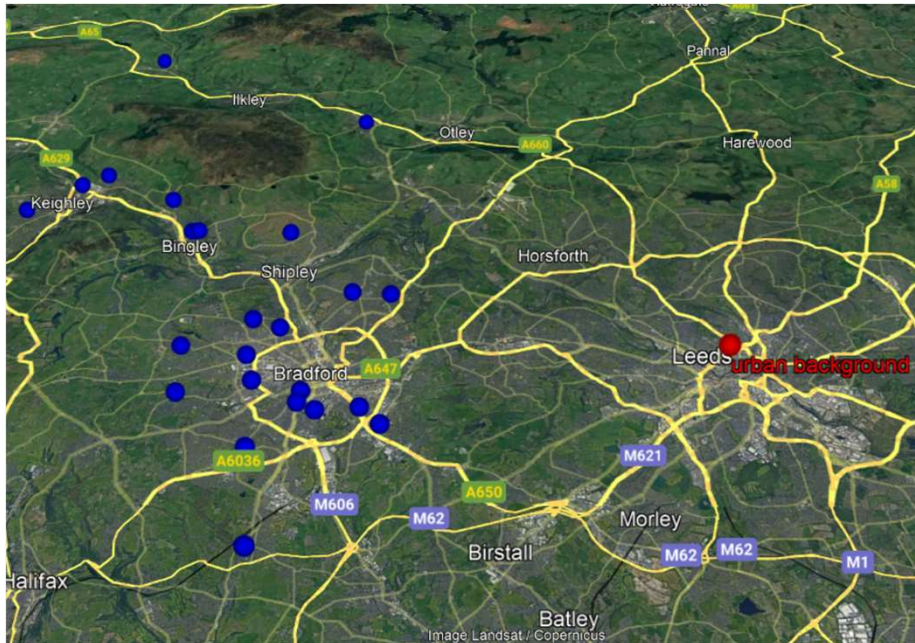 A661
A65
Pannal
Ilkley
Otley
A660
Harewood
A629
A58
Keighley
Bingley
Horsforth
Shipley
Leeds
urban background
Bradford
A647
A6036
M621
A650
M606
M62
Morley
Birstall
M62
M62
M1
Halifax
Batley
Image Landsat / Copernicus